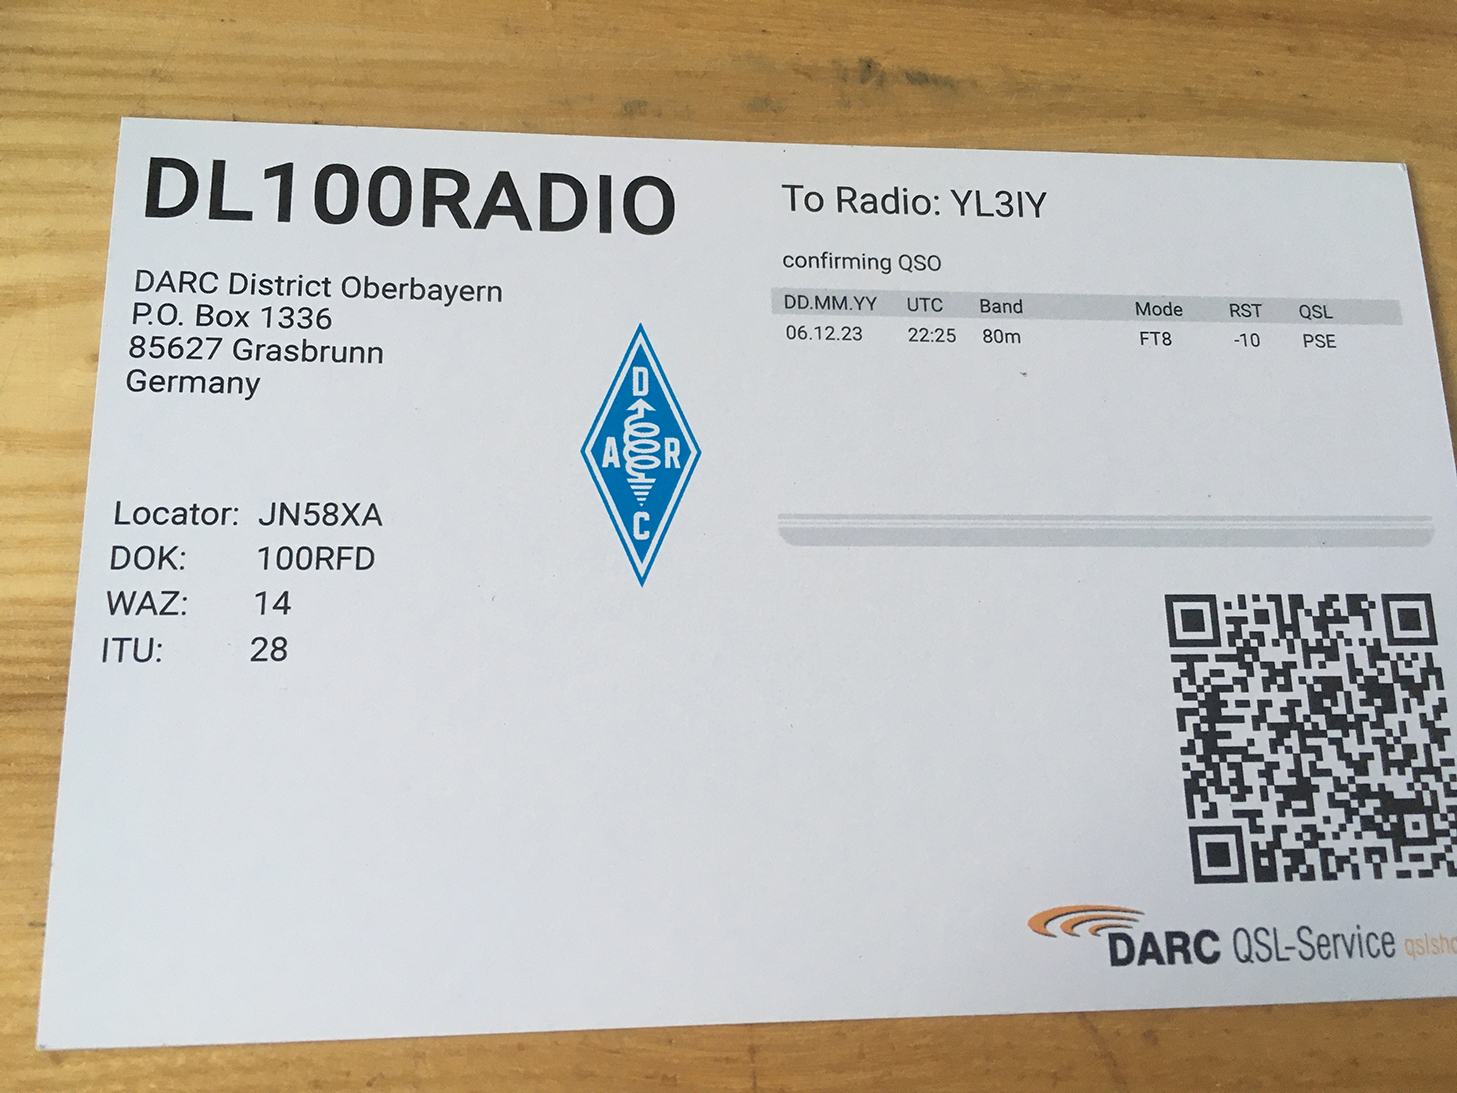 DL100RADIO
DARC District Oberbayern
P.O. Box 1336
85627 Grasbrunn
Germany
Locator: JN58XA
DOK: 100RFD
WAZ: 14
ITU: 28
D
A R
C
To Radio: YL3IY
confirming QSO
DD.MM.YY UTC Band Mode RST QSL
06.12.23 22:25 80m FT8 -10 PSE
DARC QSL-Service